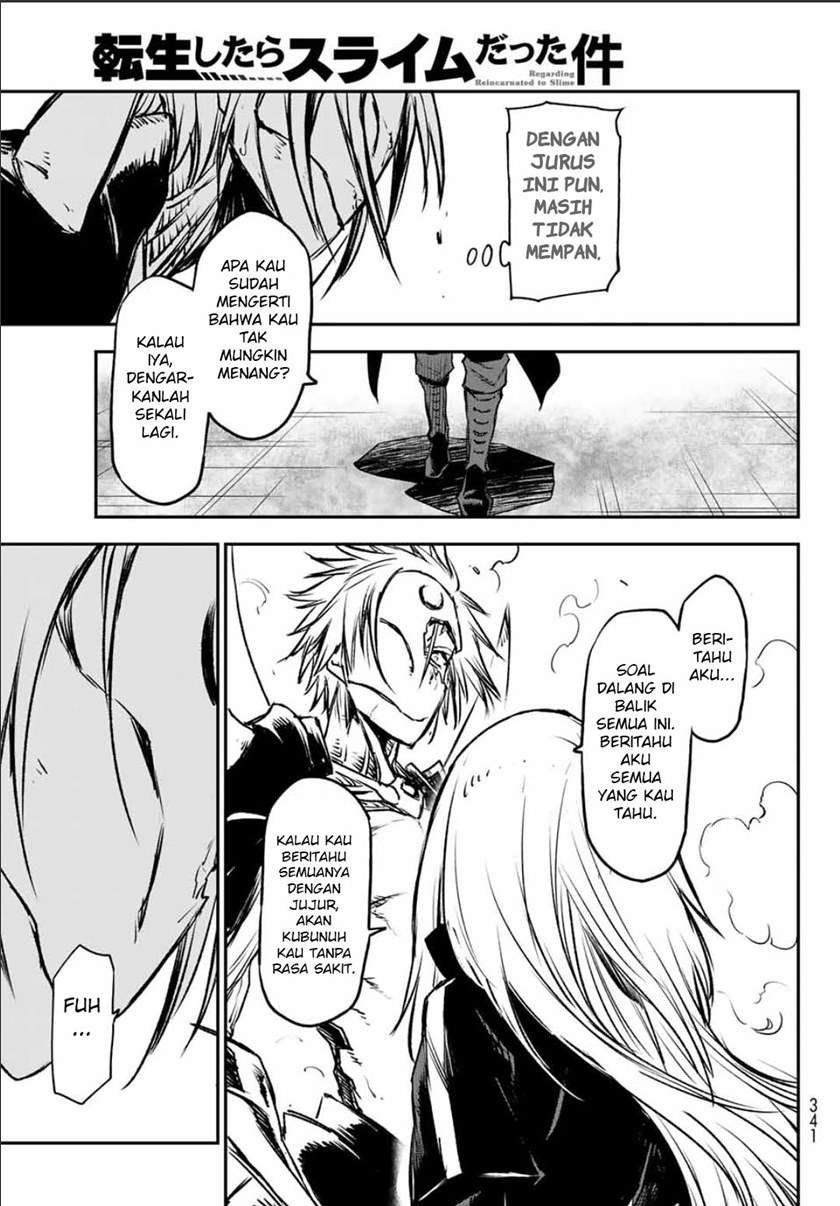 転生したらスライムだった件
Regarding
Reincarnated to Slime
DENGAN
JURUS
INI PUN,
MASIH
TIDAK
MEMPAN.
APA KAU
SUDAH
MENGERTI
BAHWA KAU
TAK
MUNGKIN
MENANG?
KALAU
IYA,
DENGAR-
KANLAH
SEKALI
LAGI.
BERI-
TAHU
AKU...
SOAL
DALANG DI
BALIK
SEMUA INI.
BERITAHU
AKU
SEMUA
YANG KAU
TAHU.
KALAU KAU
BERITAHU
SEMUANYA
DENGAN
JUJUR,
AKAN
KUBUNUH
KAU TANPA
RASA SAKIT.
FUH
...
341